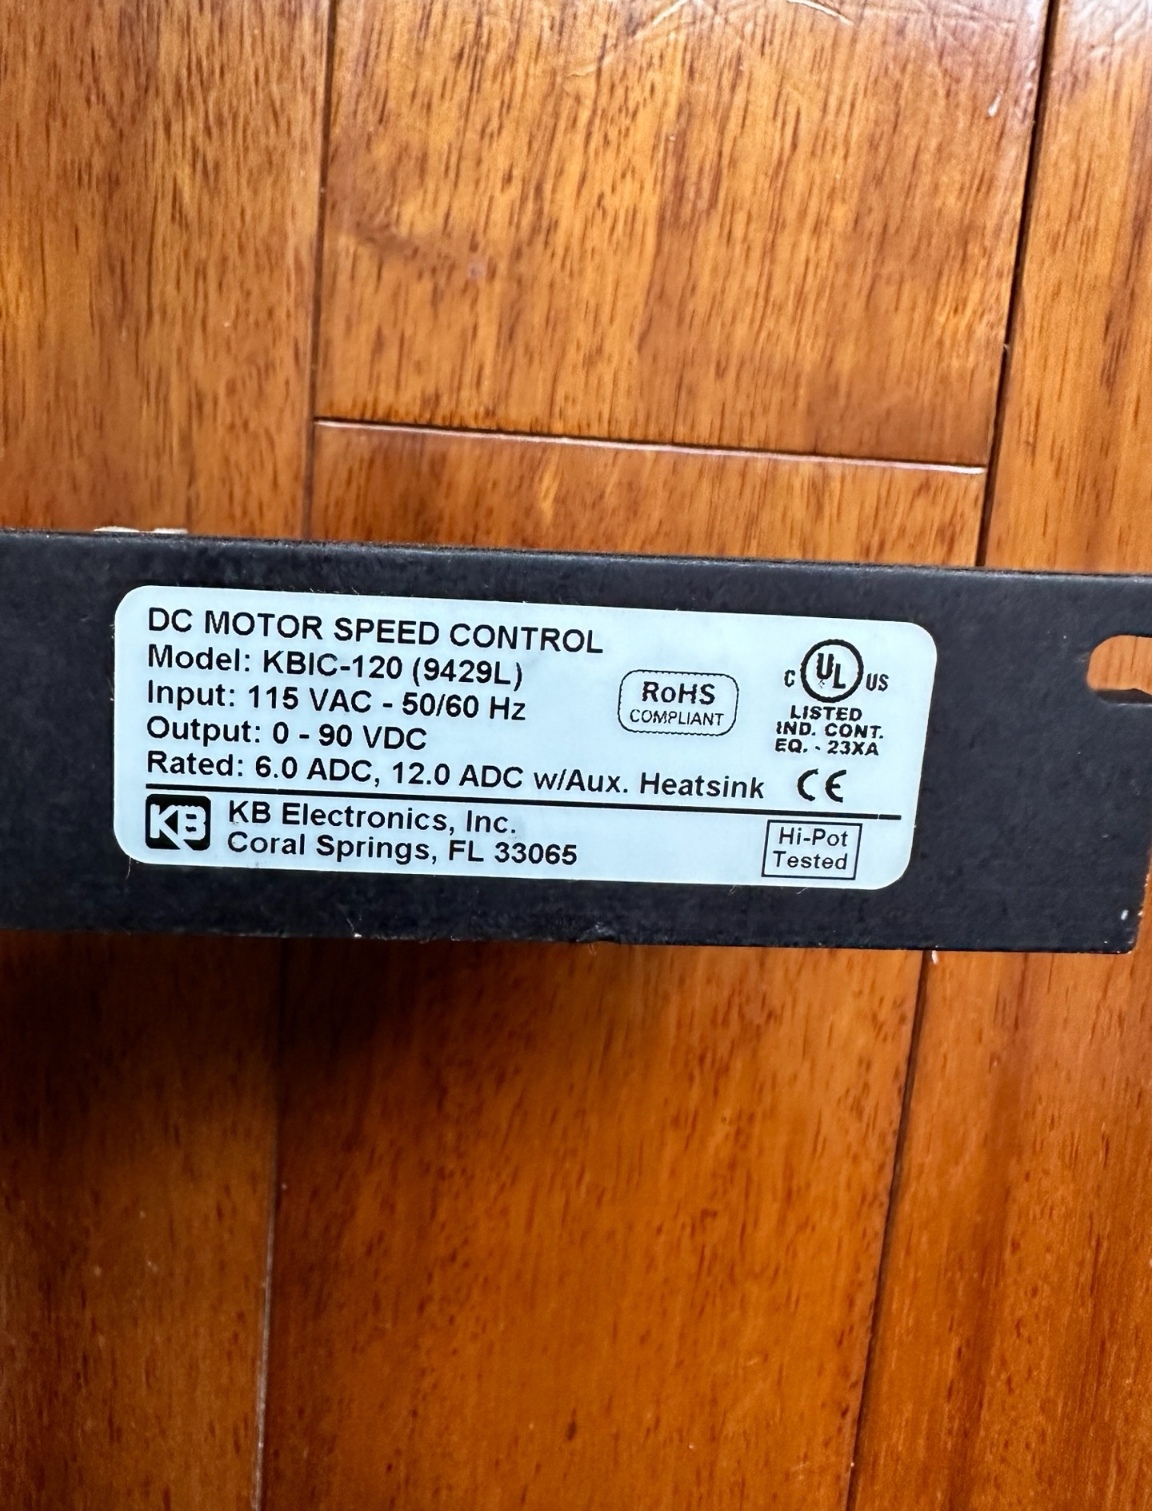 DC MOTOR SPEED CONTROL
Model: KBIC-120 (9429L)
Input: 115 VAC - 50/60 Hz
Output: 0 - 90 VDC
Rated: 6.0 ADC, 12.0 ADC w/Aux. Heatsink
RoHS
COMPLIANT
C UL US
LISTED
IND. CONT.
EQ. - 23XA
CE
KB
KB Electronics, Inc.
Coral Springs, FL 33065
Hi-Pot
Tested